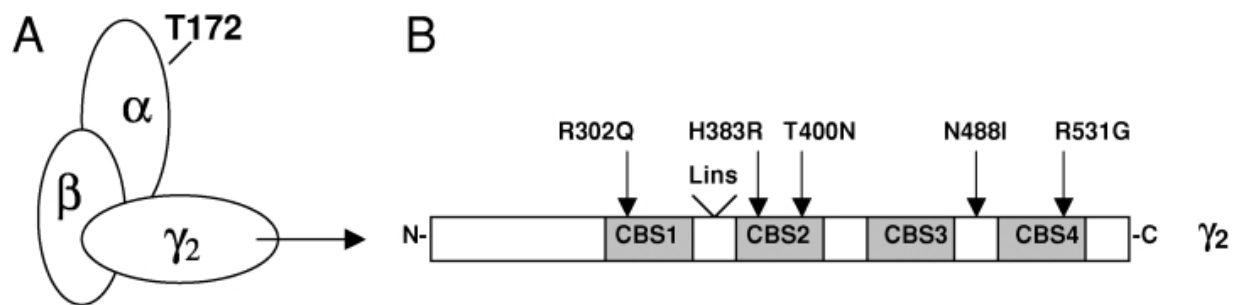 A
T172
α
β
γ2
B
R302Q H383R T400N N488I R531G
Lins
N- CBS1 CBS2 CBS3 CBS4 -C γ2